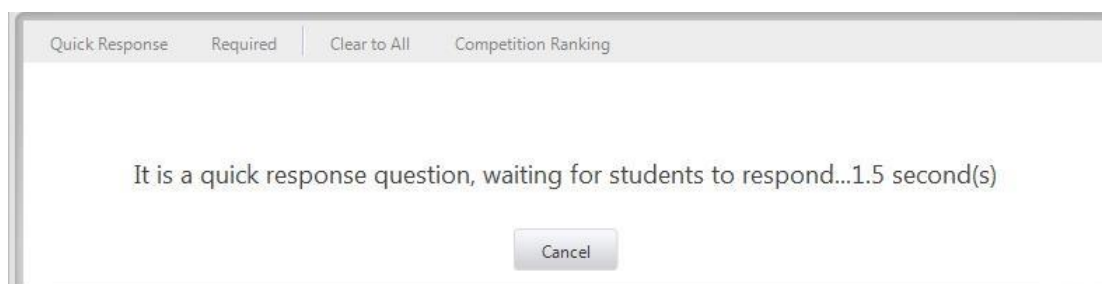 Quick Response Required Clear to All Competition Ranking
It is a quick response question, waiting for students to respond...1.5 second(s)
Cancel